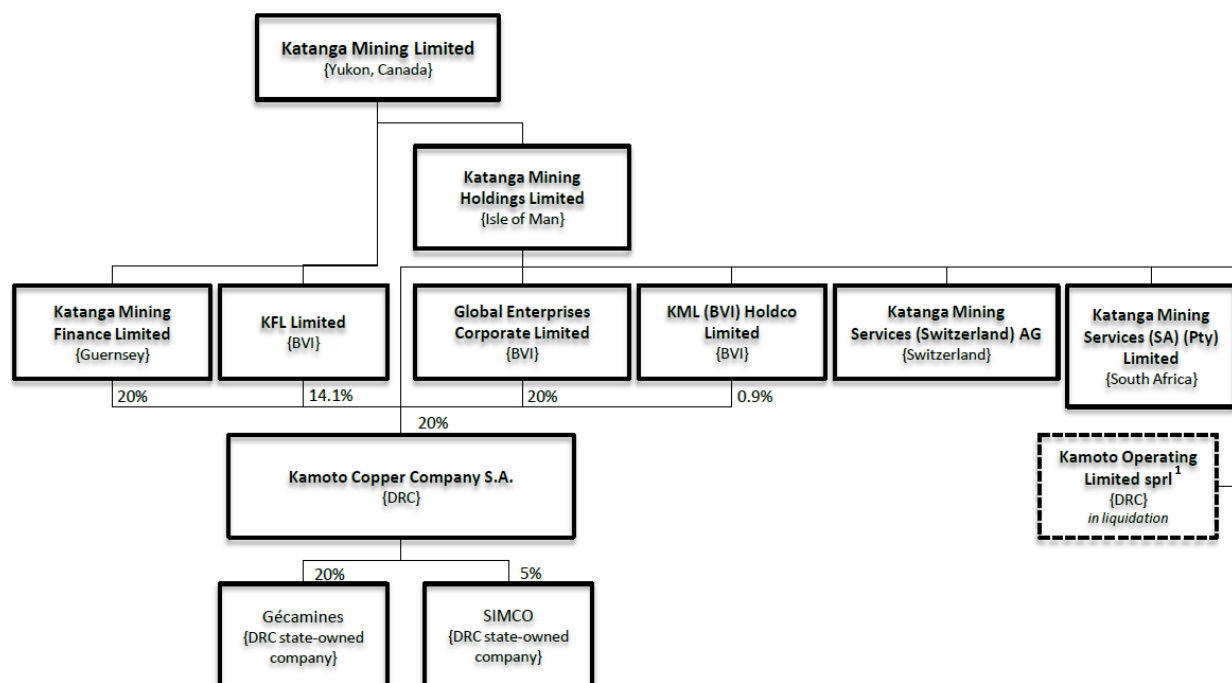 Katanga Mining Limited
{Yukon, Canada}
Katanga Mining
Holdings Limited
{Isle of Man}
Katanga Mining
Finance Limited
{Guernsey}
KFL Limited
{BVI}
Global Enterprises
Corporate Limited
{BVI}
KML (BVI) Holdco
Limited
{BVI}
Katanga Mining
Services (Switzerland) AG
{Switzerland}
Katanga Mining
Services (SA) (Pty)
Limited
{South Africa}
20%
14.1%
20%
0.9%
20%
Kamoto Copper Company S.A.
{DRC}
Kamoto Operating
Limited sprl 1
{DRC}
in liquidation
20%
5%
Gécamines
{DRC state-owned
company}
SIMCO
{DRC state-owned
company}